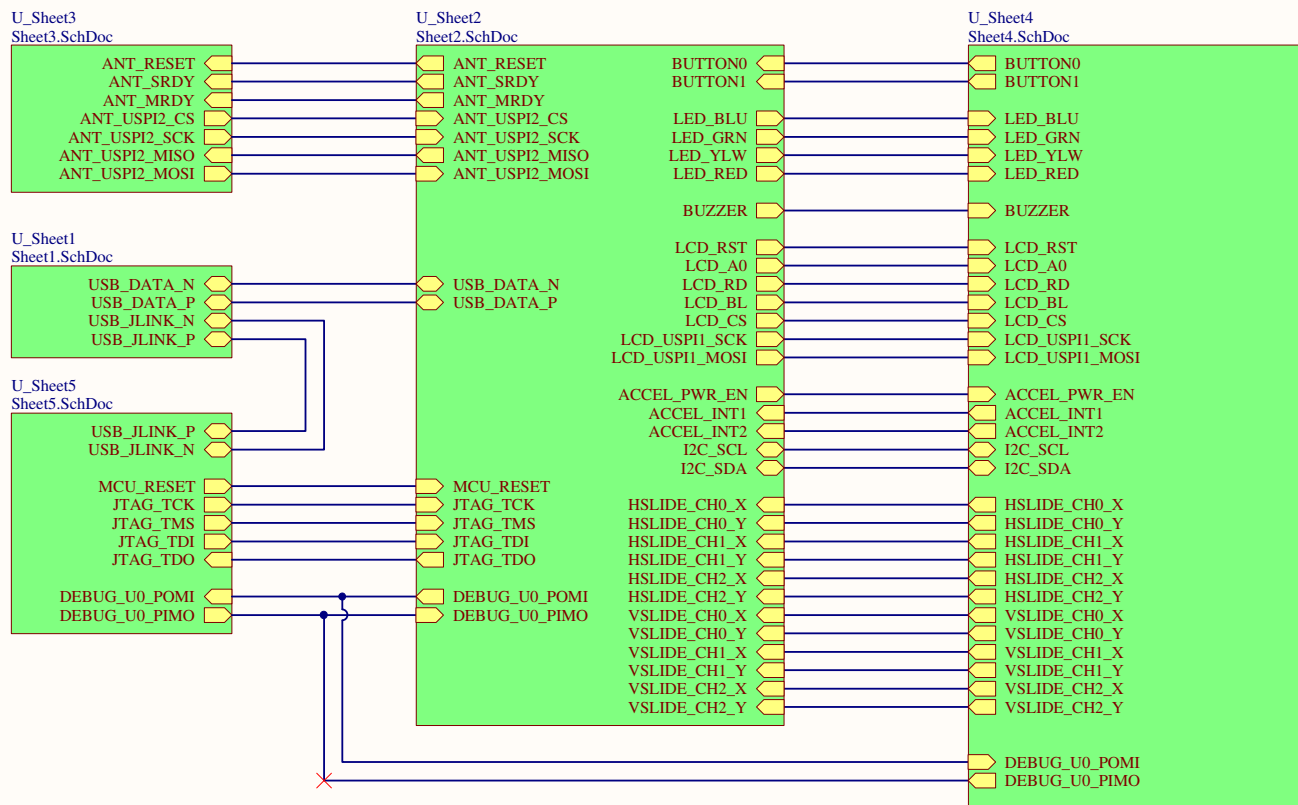 U_Sheet3
Sheet3.SchDoc
ANT_RESET
ANT_SRDY
ANT_MRDY
ANT_USPI2_CS
ANT_USPI2_SCK
ANT_USPI2_MISO
ANT_USPI2_MOSI
U_Sheet1
Sheet1.SchDoc
USB_DATA_N
USB_DATA_P
USB_JLINK_N
USB_JLINK_P
U_Sheet5
Sheet5.SchDoc
USB_JLINK_P
USB_JLINK_N
MCU_RESET
JTAG_TCK
JTAG_TMS
JTAG_TDI
JTAG_TDO
DEBUG_U0_POMI
DEBUG_U0_PIMO
U_Sheet2
Sheet2.SchDoc
ANT_RESET
ANT_SRDY
ANT_MRDY
ANT_USPI2_CS
ANT_USPI2_SCK
ANT_USPI2_MISO
ANT_USPI2_MOSI
USB_DATA_N
USB_DATA_P
MCU_RESET
JTAG_TCK
JTAG_TMS
JTAG_TDI
JTAG_TDO
DEBUG_U0_POMI
DEBUG_U0_PIMO
BUTTON0
BUTTON1
LED_BLU
LED_GRN
LED_YLW
LED_RED
BUZZER
LCD_RST
LCD_A0
LCD_RD
LCD_BL
LCD_CS
LCD_USPI1_SCK
LCD_USPI1_MOSI
ACCEL_PWR_EN
ACCEL_INT1
ACCEL_INT2
I2C_SCL
I2C_SDA
HSLIDE_CH0_X
HSLIDE_CH0_Y
HSLIDE_CH1_X
HSLIDE_CH1_Y
HSLIDE_CH2_X
HSLIDE_CH2_Y
VSLIDE_CH0_X
VSLIDE_CH0_Y
VSLIDE_CH1_X
VSLIDE_CH1_Y
VSLIDE_CH2_X
VSLIDE_CH2_Y
U_Sheet4
Sheet4.SchDoc
BUTTON0
BUTTON1
LED_BLU
LED_GRN
LED_YLW
LED_RED
BUZZER
LCD_RST
LCD_A0
LCD_RD
LCD_BL
LCD_CS
LCD_USPI1_SCK
LCD_USPI1_MOSI
ACCEL_PWR_EN
ACCEL_INT1
ACCEL_INT2
I2C_SCL
I2C_SDA
HSLIDE_CH0_X
HSLIDE_CH0_Y
HSLIDE_CH1_X
HSLIDE_CH1_Y
HSLIDE_CH2_X
HSLIDE_CH2_Y
VSLIDE_CH0_X
VSLIDE_CH0_Y
VSLIDE_CH1_X
VSLIDE_CH1_Y
VSLIDE_CH2_X
VSLIDE_CH2_Y
DEBUG_U0_POMI
DEBUG_U0_PIMO